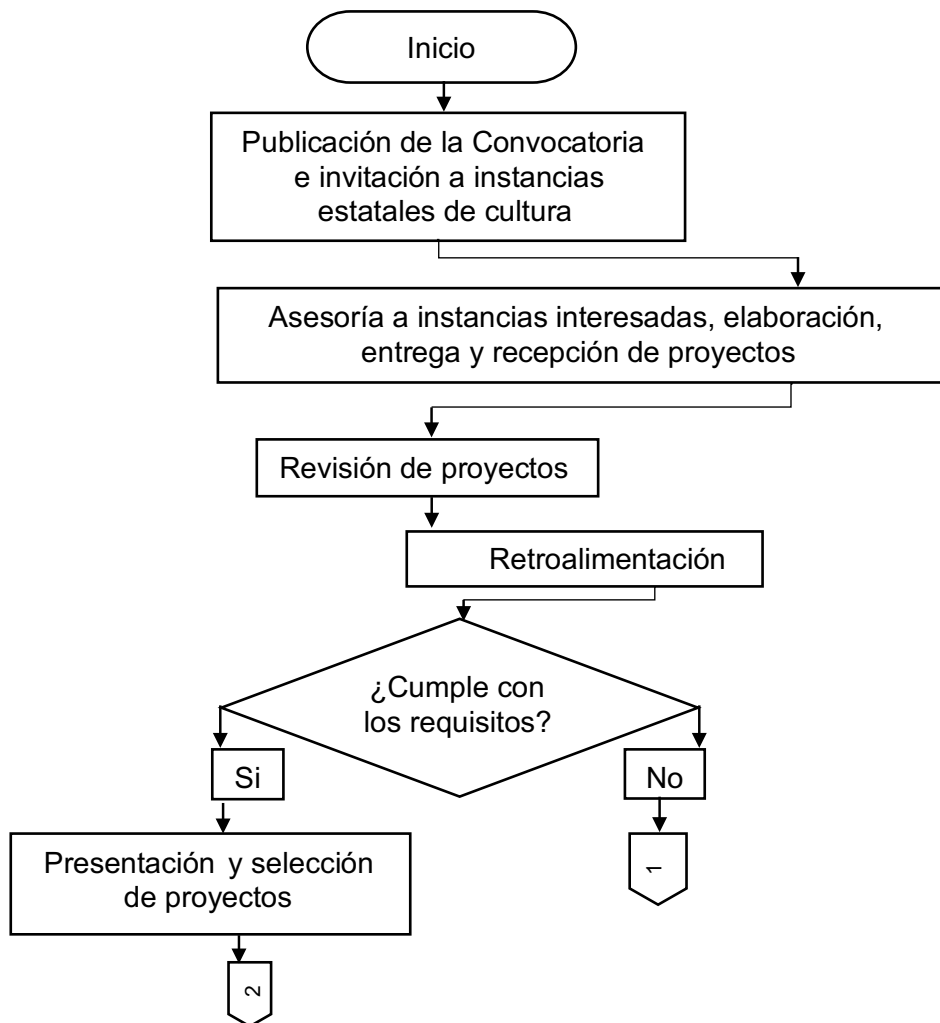 Inicio
Publicación de la Convocatoria
e invitación a instancias
estatales de cultura
Asesoría a instancias interesadas, elaboración,
entrega y recepción de proyectos
Revisión de proyectos
Retroalimentación
¿Cumple con
los requisitos?
Si
No
Presentación y selección
de proyectos
1
2